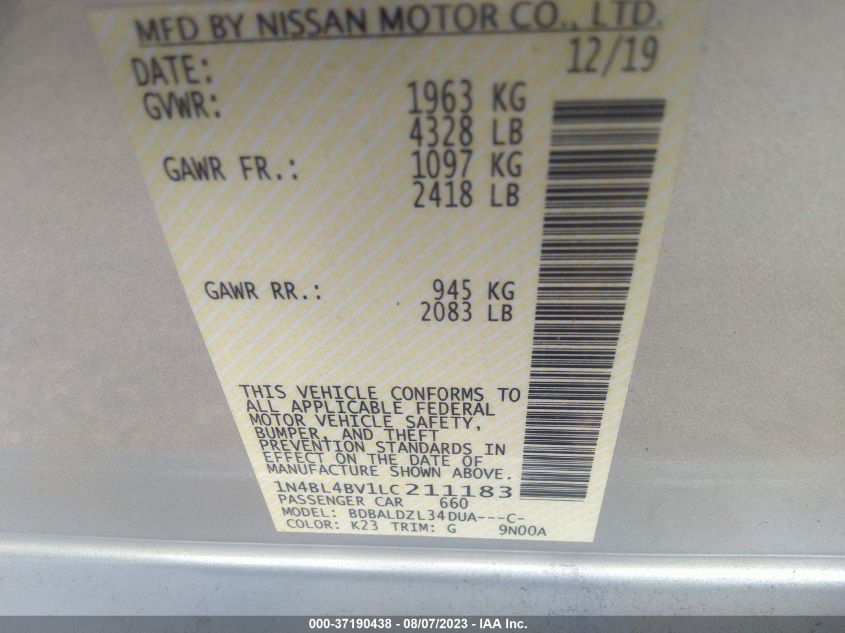 MFD BY NISSAN MOTOR CO., LTD.
DATE: 12/19
GVWR: 1963 KG
4328 LB
GAWR FR.: 1097 KG
2418 LB
GAWR RR.: 945 KG
2083 LB
THIS VEHICLE CONFORMS TO
ALL APPLICABLE FEDERAL
MOTOR VEHICLE SAFETY,
BUMPER, AND THEFT
PREVENTION STANDARDS IN
EFFECT ON THE DATE OF
MANUFACTURE SHOWN ABOVE.
1N4BL4BV1LC211183
PASSENGER CAR 660
MODEL: BDBALDZL34DUA---C-
COLOR: K23 TRIM: G 9N00A
000-37190438 - 08/07/2023 - IAA Inc.